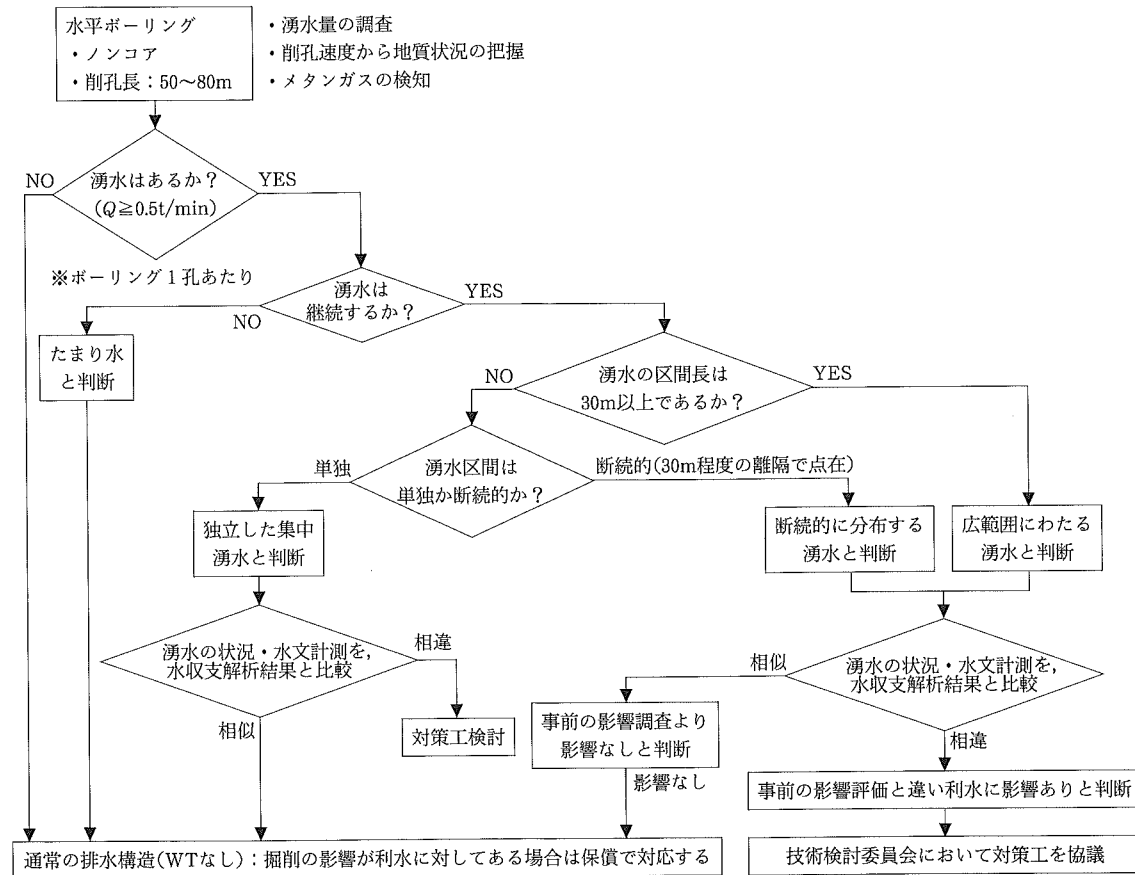 水平ボーリング
・ノンコア
・削孔長:50〜80m
・湧水量の調査
・削孔速度から地質状況の把握
・メタンガスの検知
湧水はあるか?
(Q≧0.5t/min)
NO
YES
※ボーリング1孔あたり
湧水は
継続するか?
NO
YES
たまり水
と判断
湧水の区間長は
30m以上であるか?
NO
YES
湧水区間は
単独か断続的か?
単独
断続的(30m程度の離隔で点在)
独立した集中
湧水と判断
断続的に分布する
湧水と判断
広範囲にわたる
湧水と判断
湧水の状況・水文計測を,
水収支解析結果と比較
相違
相似
対策工検討
湧水の状況・水文計測を,
水収支解析結果と比較
相似
相違
事前の影響調査より
影響なしと判断
影響なし
事前の影響評価と違い利水に影響ありと判断
通常の排水構造(WTなし):掘削の影響が利水に対してある場合は保償で対応する
技術検討委員会において対策工を協議